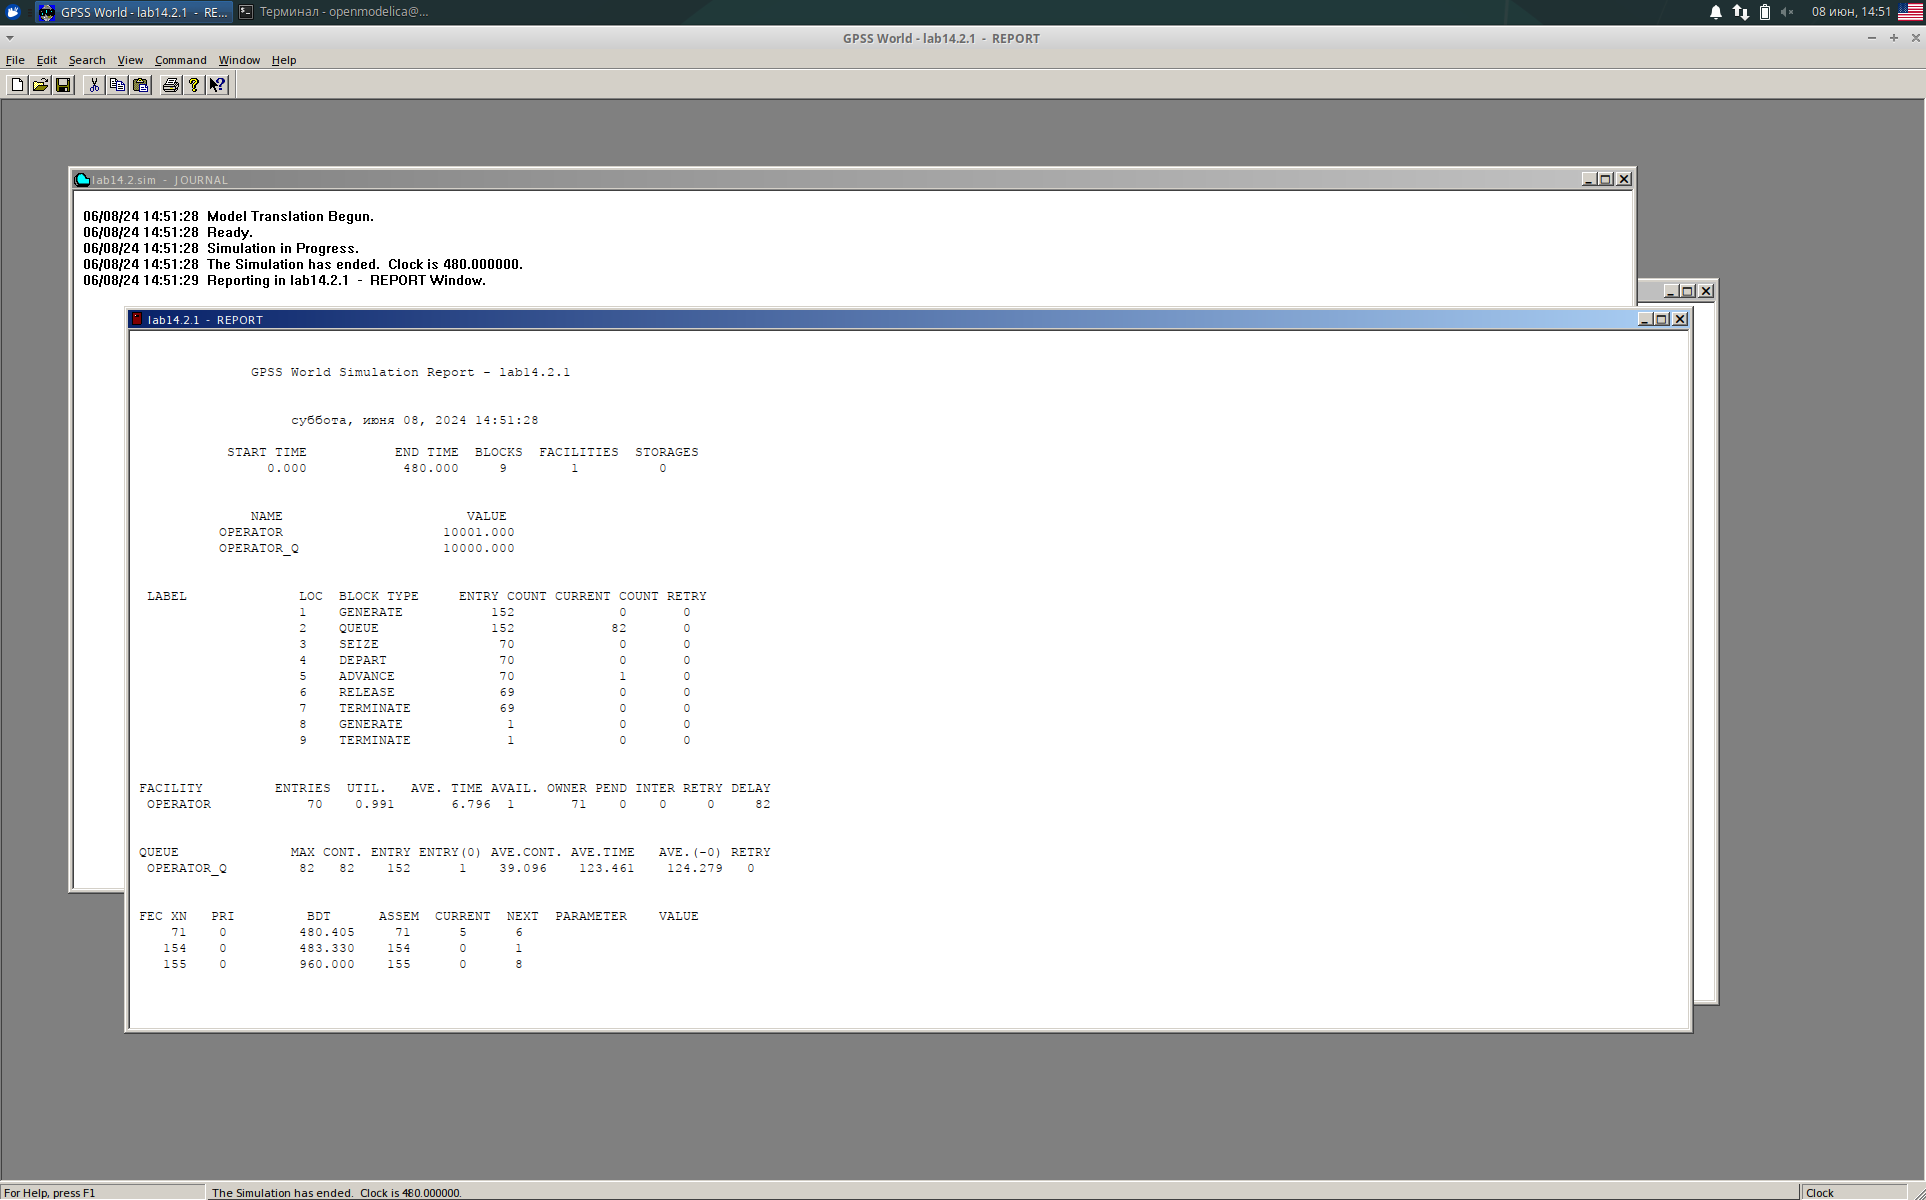 GPSS World - lab14.2.1 - RE... Терминал - openmodelica@... 08 июн, 14:51
GPSS World - lab14.2.1 - REPORT
File Edit Search View Command Window Help
lab14.2.sim - JOURNAL
06/08/24 14:51:28 Model Translation Begun.
06/08/24 14:51:28 Ready.
06/08/24 14:51:28 Simulation in Progress.
06/08/24 14:51:28 The Simulation has ended. Clock is 480.000000.
06/08/24 14:51:29 Reporting in lab14.2.1 - REPORT Window.
lab14.2.1 - REPORT
GPSS World Simulation Report - lab14.2.1
суббота, июня 08, 2024 14:51:28
START TIME END TIME BLOCKS FACILITIES STORAGES
0.000 480.000 9 1 0
NAME VALUE
OPERATOR 10001.000
OPERATOR_Q 10000.000
LABEL LOC BLOCK TYPE ENTRY COUNT CURRENT COUNT RETRY
1 GENERATE 152 0 0
2 QUEUE 152 82 0
3 SEIZE 70 0 0
4 DEPART 70 0 0
5 ADVANCE 70 1 0
6 RELEASE 69 0 0
7 TERMINATE 69 0 0
8 GENERATE 1 0 0
9 TERMINATE 1 0 0
FACILITY ENTRIES UTIL. AVE. TIME AVAIL. OWNER PEND INTER RETRY DELAY
OPERATOR 70 0.991 6.796 1 71 0 0 0 82
QUEUE MAX CONT. ENTRY ENTRY(0) AVE.CONT. AVE.TIME AVE.(-0) RETRY
OPERATOR_Q 82 82 152 1 39.096 123.461 124.279 0
FEC XN PRI BDT ASSEM CURRENT NEXT PARAMETER VALUE
71 0 480.405 71 5 6
154 0 483.330 154 0 1
155 0 960.000 155 0 8
For Help, press F1 The Simulation has ended. Clock is 480.000000. Clock